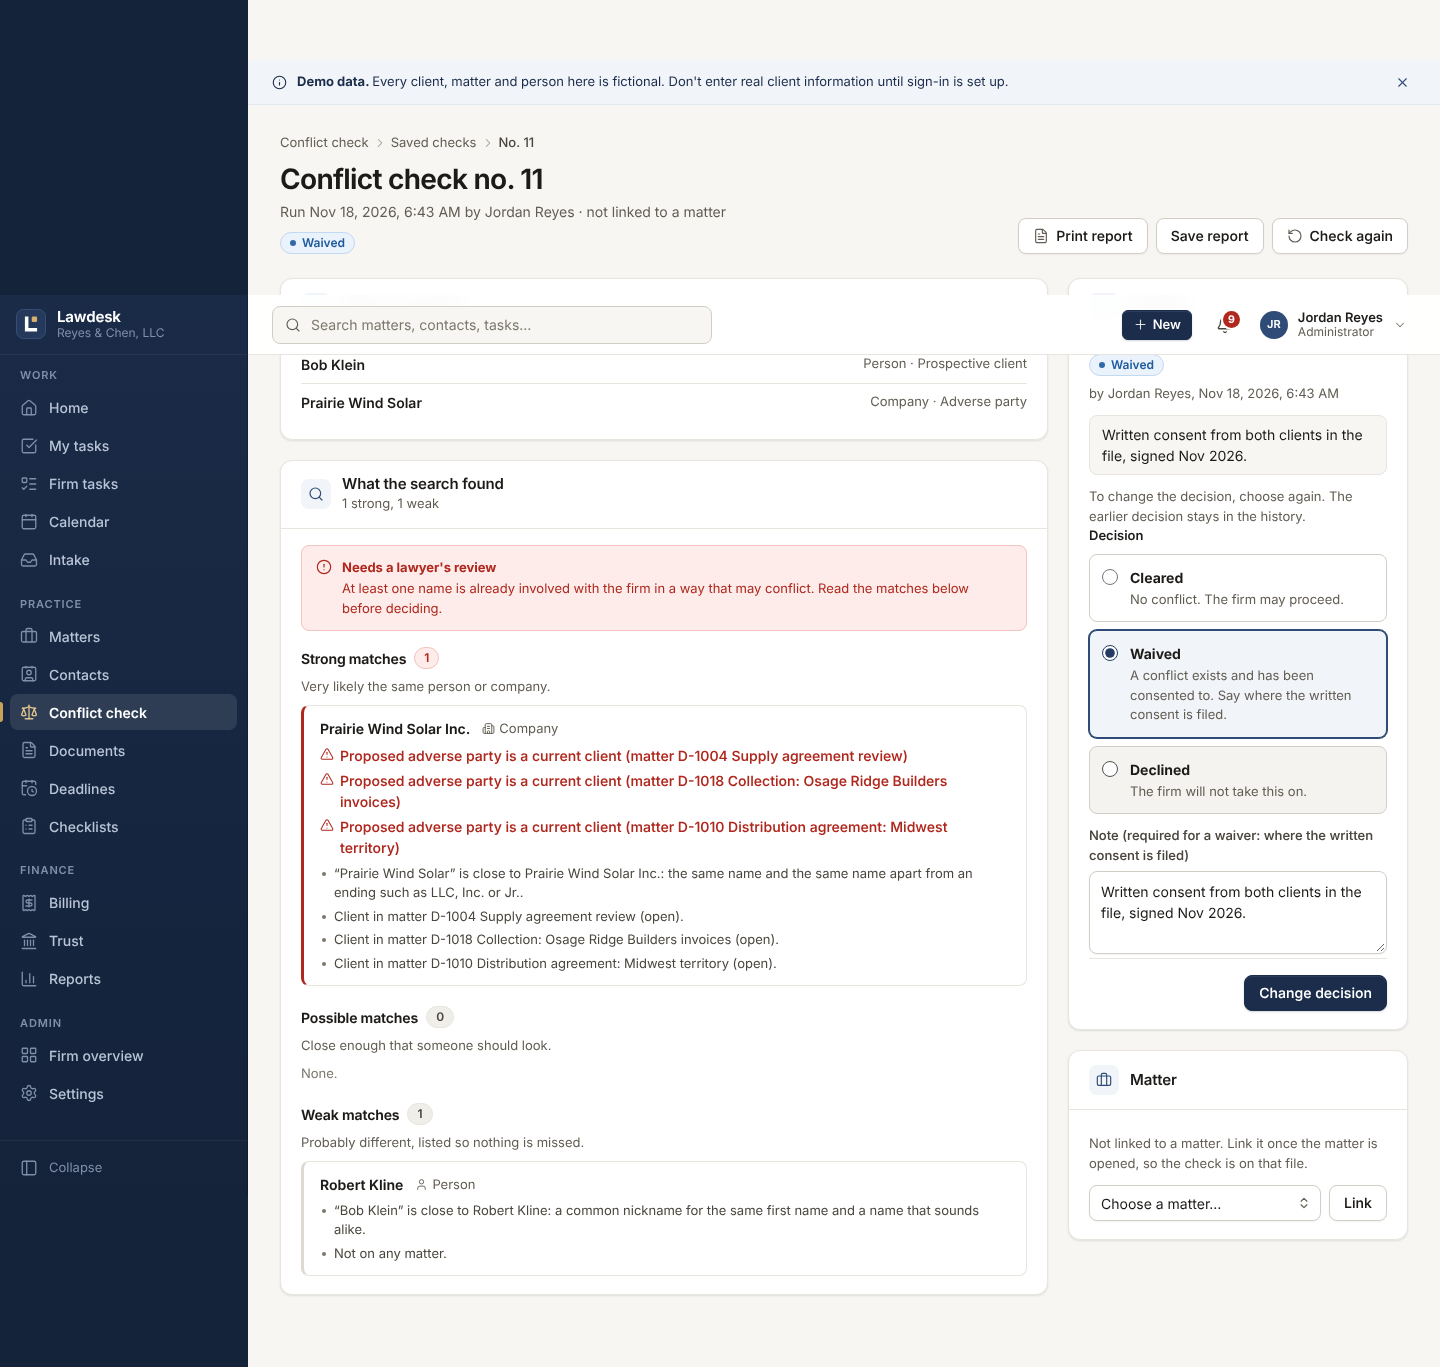 Demo data. Every client, matter and person here is fictional. Don't enter real client information until sign-in is set up.
Conflict check > Saved checks > No. 11
Conflict check no. 11
Run Nov 18, 2026, 6:43 AM by Jordan Reyes · not linked to a matter
Waived
Print report
Save report
Check again
Lawdesk
Reyes & Chen, LLC
Search matters, contacts, tasks...
New
9
JR
Jordan Reyes
Administrator
WORK
Home
My tasks
Firm tasks
Calendar
Intake
PRACTICE
Matters
Contacts
Conflict check
Documents
Deadlines
Checklists
FINANCE
Billing
Trust
Reports
ADMIN
Firm overview
Settings
Collapse
Bob Klein
Person · Prospective client
Prairie Wind Solar
Company · Adverse party
What the search found
1 strong, 1 weak
Needs a lawyer's review
At least one name is already involved with the firm in a way that may conflict. Read the matches below
before deciding.
Strong matches 1
Very likely the same person or company.
Prairie Wind Solar Inc. Company
Proposed adverse party is a current client (matter D-1004 Supply agreement review)
Proposed adverse party is a current client (matter D-1018 Collection: Osage Ridge Builders
invoices)
Proposed adverse party is a current client (matter D-1010 Distribution agreement: Midwest
territory)
• “Prairie Wind Solar” is close to Prairie Wind Solar Inc.: the same name and the same name apart from an
ending such as LLC, Inc. or Jr..
• Client in matter D-1004 Supply agreement review (open).
• Client in matter D-1018 Collection: Osage Ridge Builders invoices (open).
• Client in matter D-1010 Distribution agreement: Midwest territory (open).
Possible matches 0
Close enough that someone should look.
None.
Weak matches 1
Probably different, listed so nothing is missed.
Robert Kline Person
• “Bob Klein” is close to Robert Kline: a common nickname for the same first name and a name that sounds
alike.
• Not on any matter.
Waived
by Jordan Reyes, Nov 18, 2026, 6:43 AM
Written consent from both clients in the
file, signed Nov 2026.
To change the decision, choose again. The
earlier decision stays in the history.
Decision
Cleared
No conflict. The firm may proceed.
Waived
A conflict exists and has been
consented to. Say where the written
consent is filed.
Declined
The firm will not take this on.
Note (required for a waiver: where the written
consent is filed)
Written consent from both clients in the
file, signed Nov 2026.
Change decision
Matter
Not linked to a matter. Link it once the matter is
opened, so the check is on that file.
Choose a matter...
Link